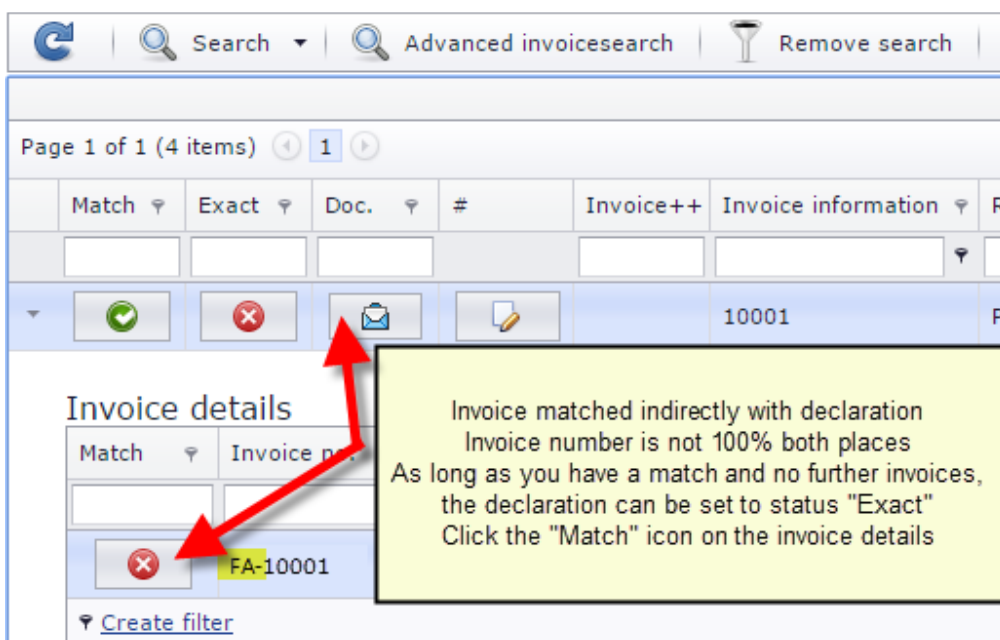 Search Advanced invoicesearch Remove search
Page 1 of 1 (4 items) 1
Match Exact Doc. # Invoice++ Invoice information
10001
Invoice details
Match Invoice no.
FA-10001
Create filter
Invoice matched indirectly with declaration
Invoice number is not 100% both places
As long as you have a match and no further invoices,
the declaration can be set to status "Exact"
Click the "Match" icon on the invoice details